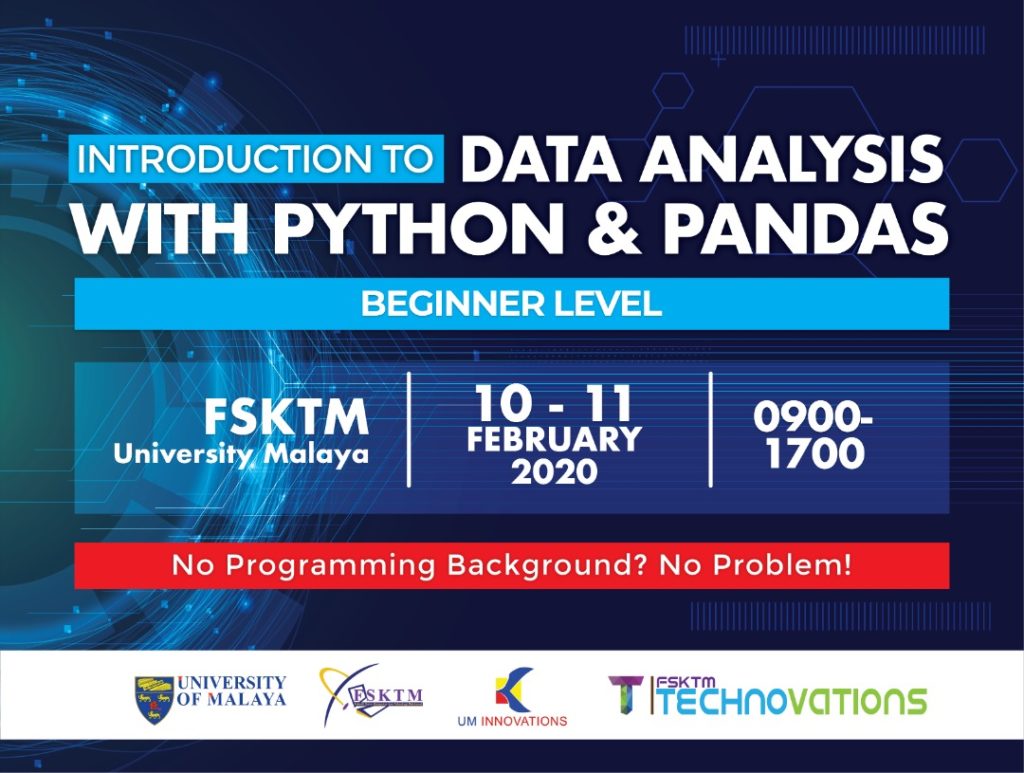 INTRODUCTION TO DATA ANALYSIS
WITH PYTHON & PANDAS
BEGINNER LEVEL
FSKTM
University Malaya
10 - 11
FEBRUARY
2020
0900-
1700
No Programming Background? No Problem!
UNIVERSITY
OF MALAYA
FSKTM
UM INNOVATIONS
FSKTM
TECHNOVATIONS